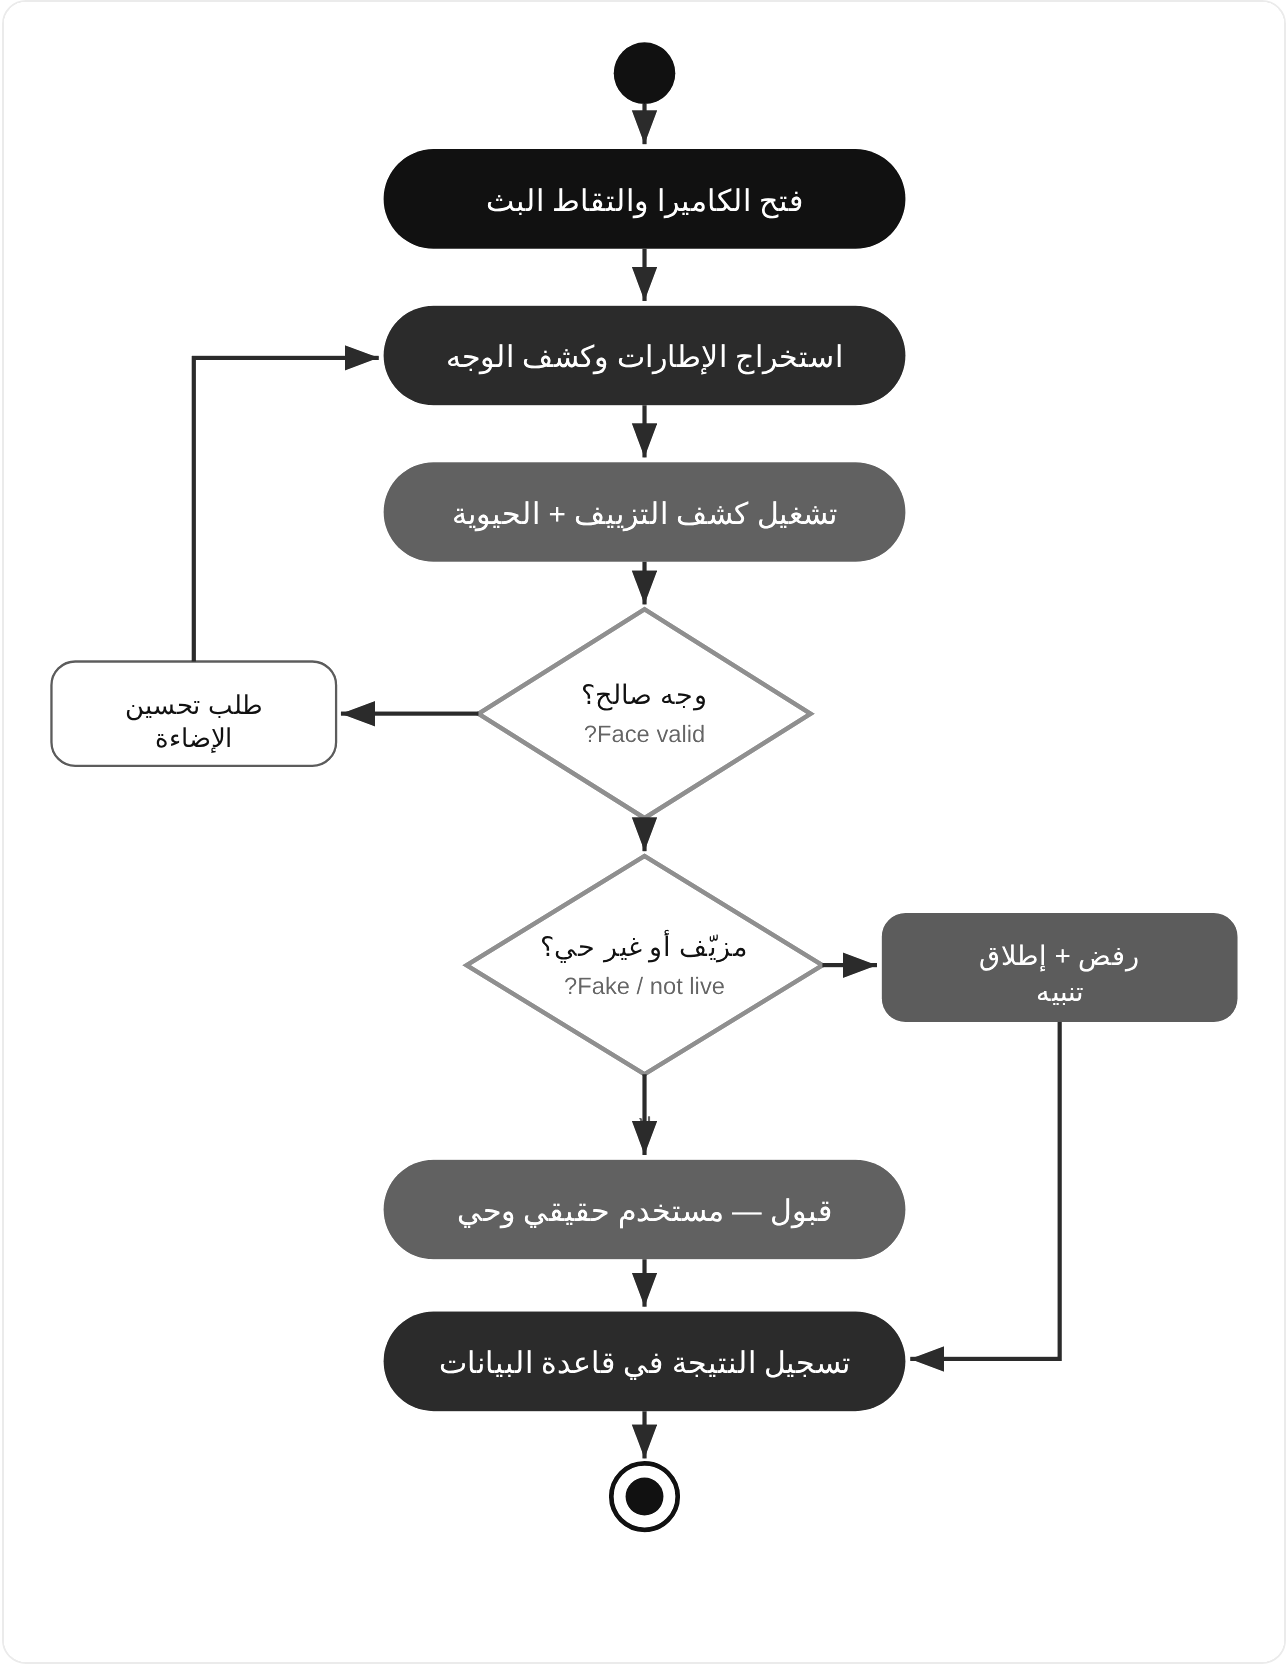 فتح الكاميرا والتقاط البث
استخراج الإطارات وكشف الوجه
تشغيل كشف التزييف + الحيوية
وجه صالح؟
?Face valid
طلب تحسين
الإضاءة
مزيّف أو غير حي؟
?Fake / not live
رفض + إطلاق
تنبيه
قبول — مستخدم حقيقي وحي
تسجيل النتيجة في قاعدة البيانات